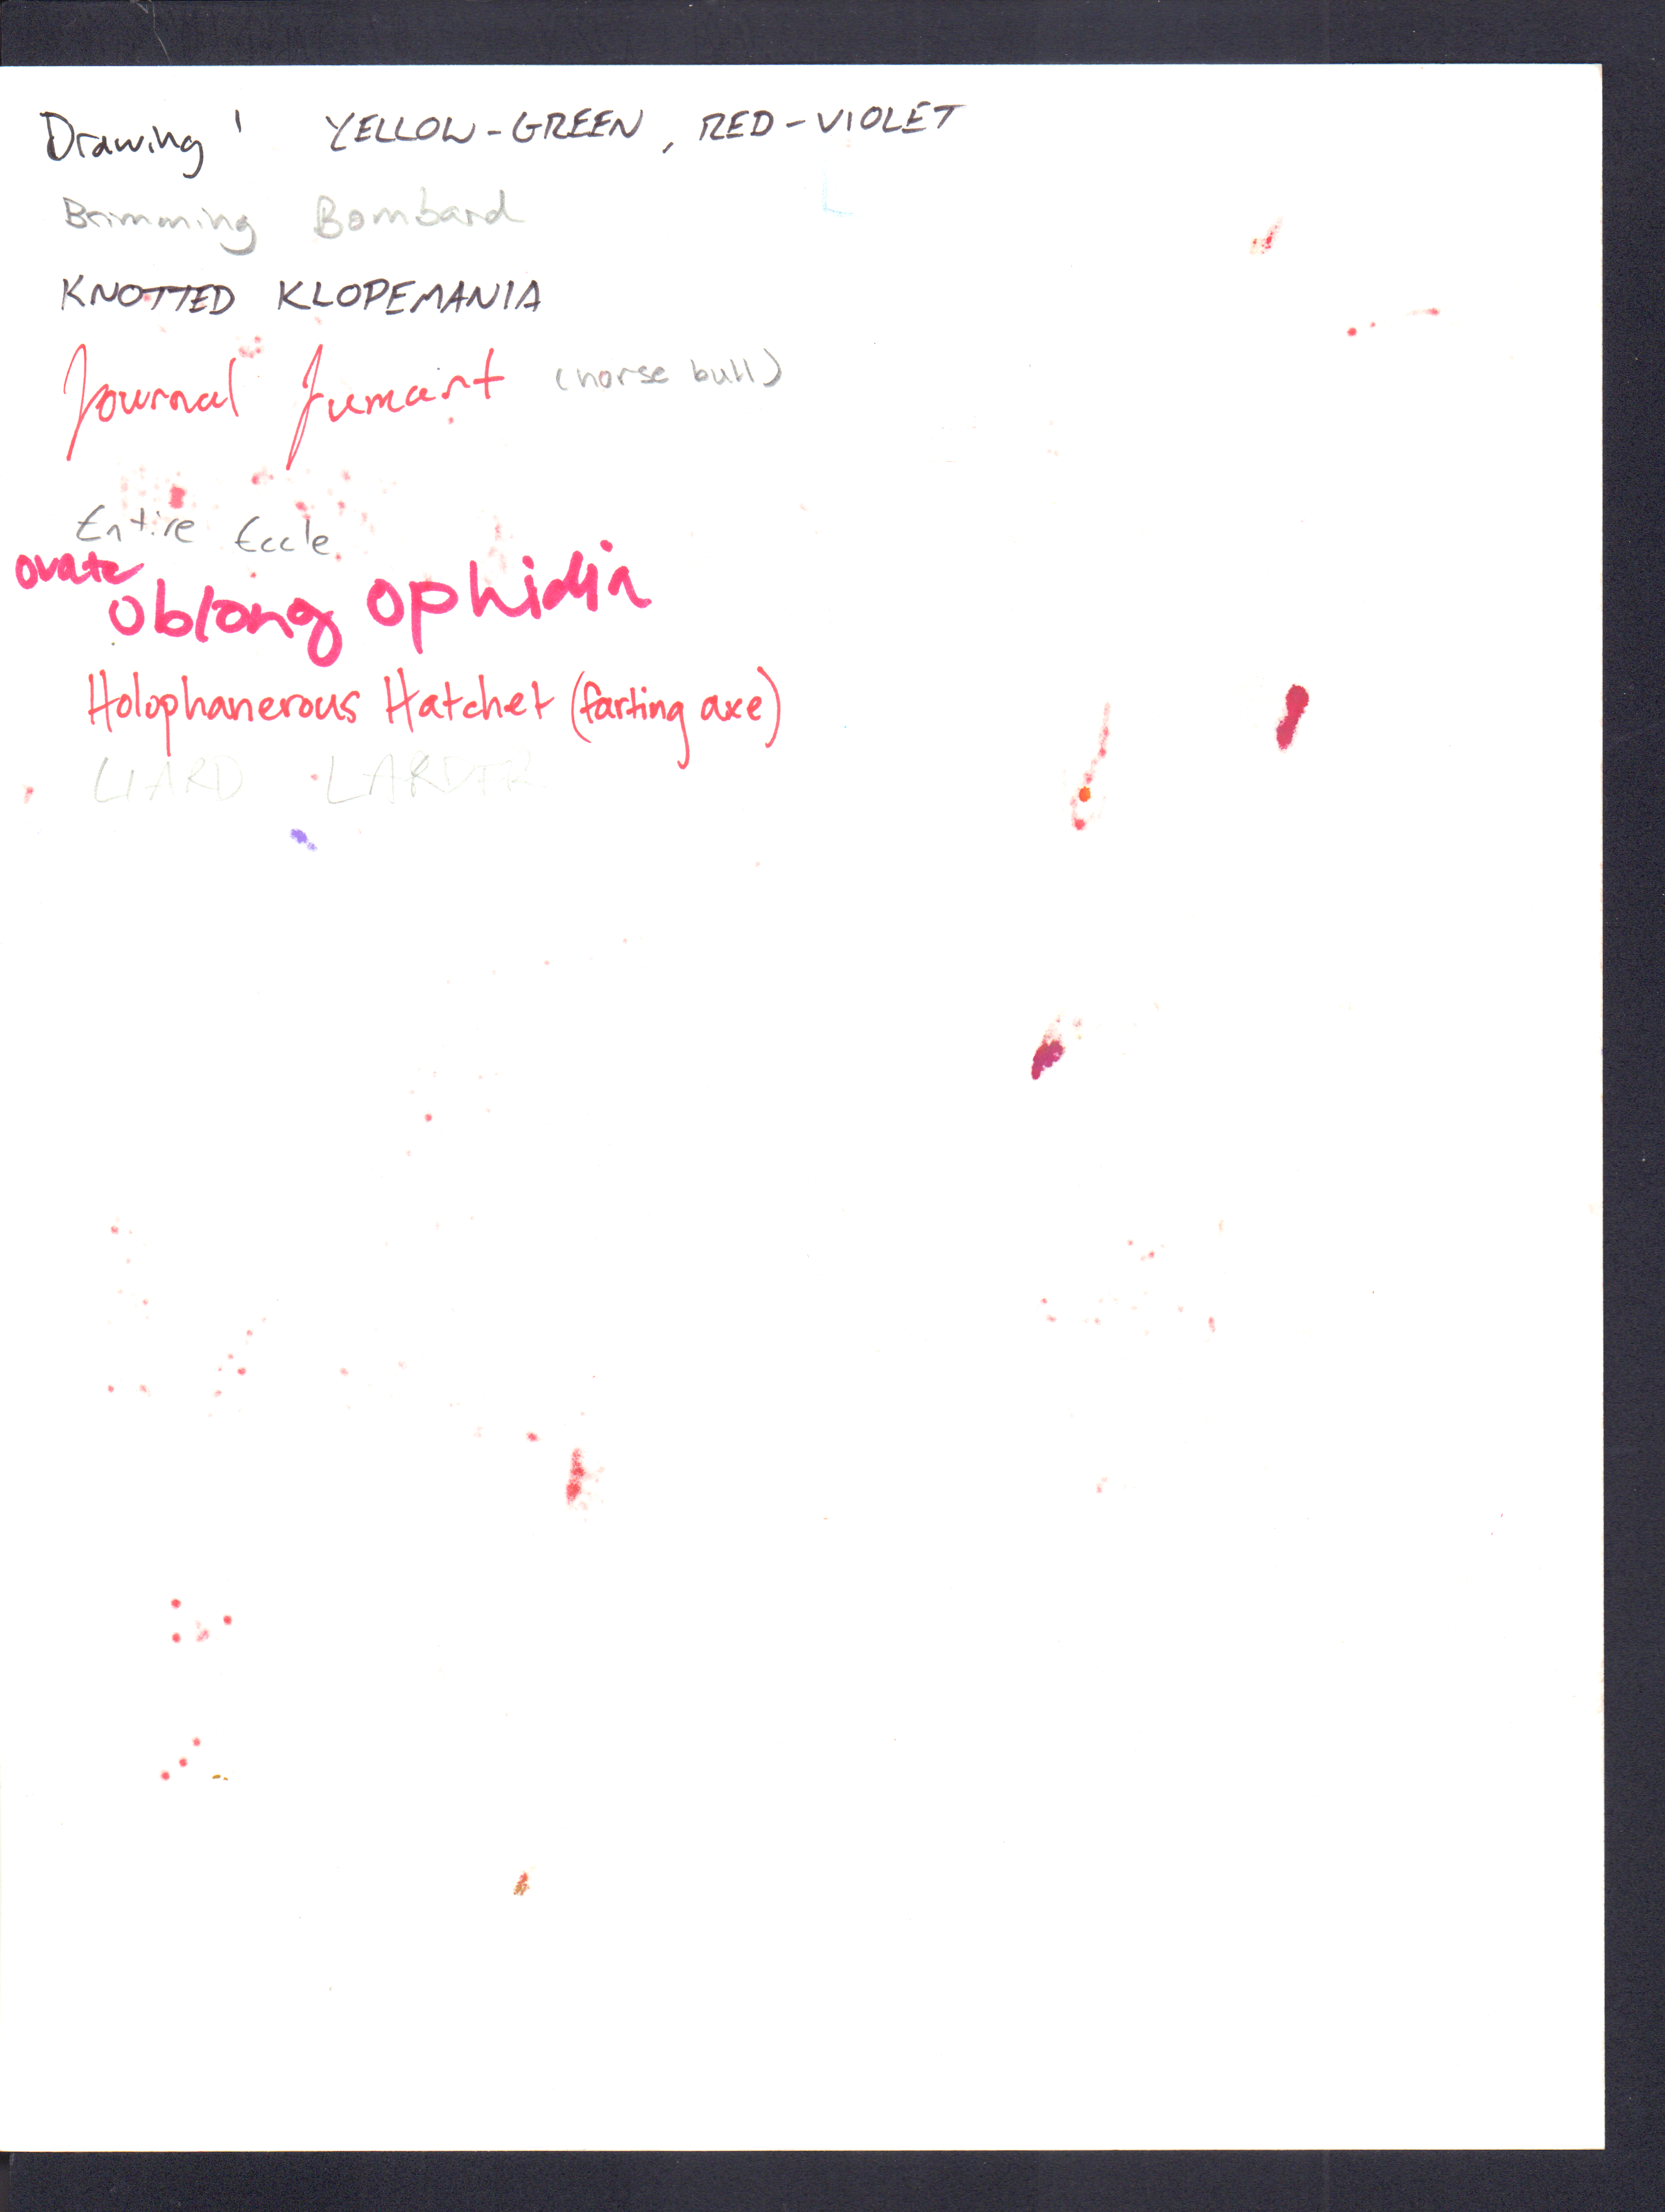 Drawing 1 YELLOW-GREEN, RED-VIOLET
Brimming Bombard
KNOTTED KLOPEMANIA
Journal Jumart (horse bull)
Entire Eccle
ovate
oblong ophidia
Holophanerous Hatchet (farting axe)
LIARD LARDER